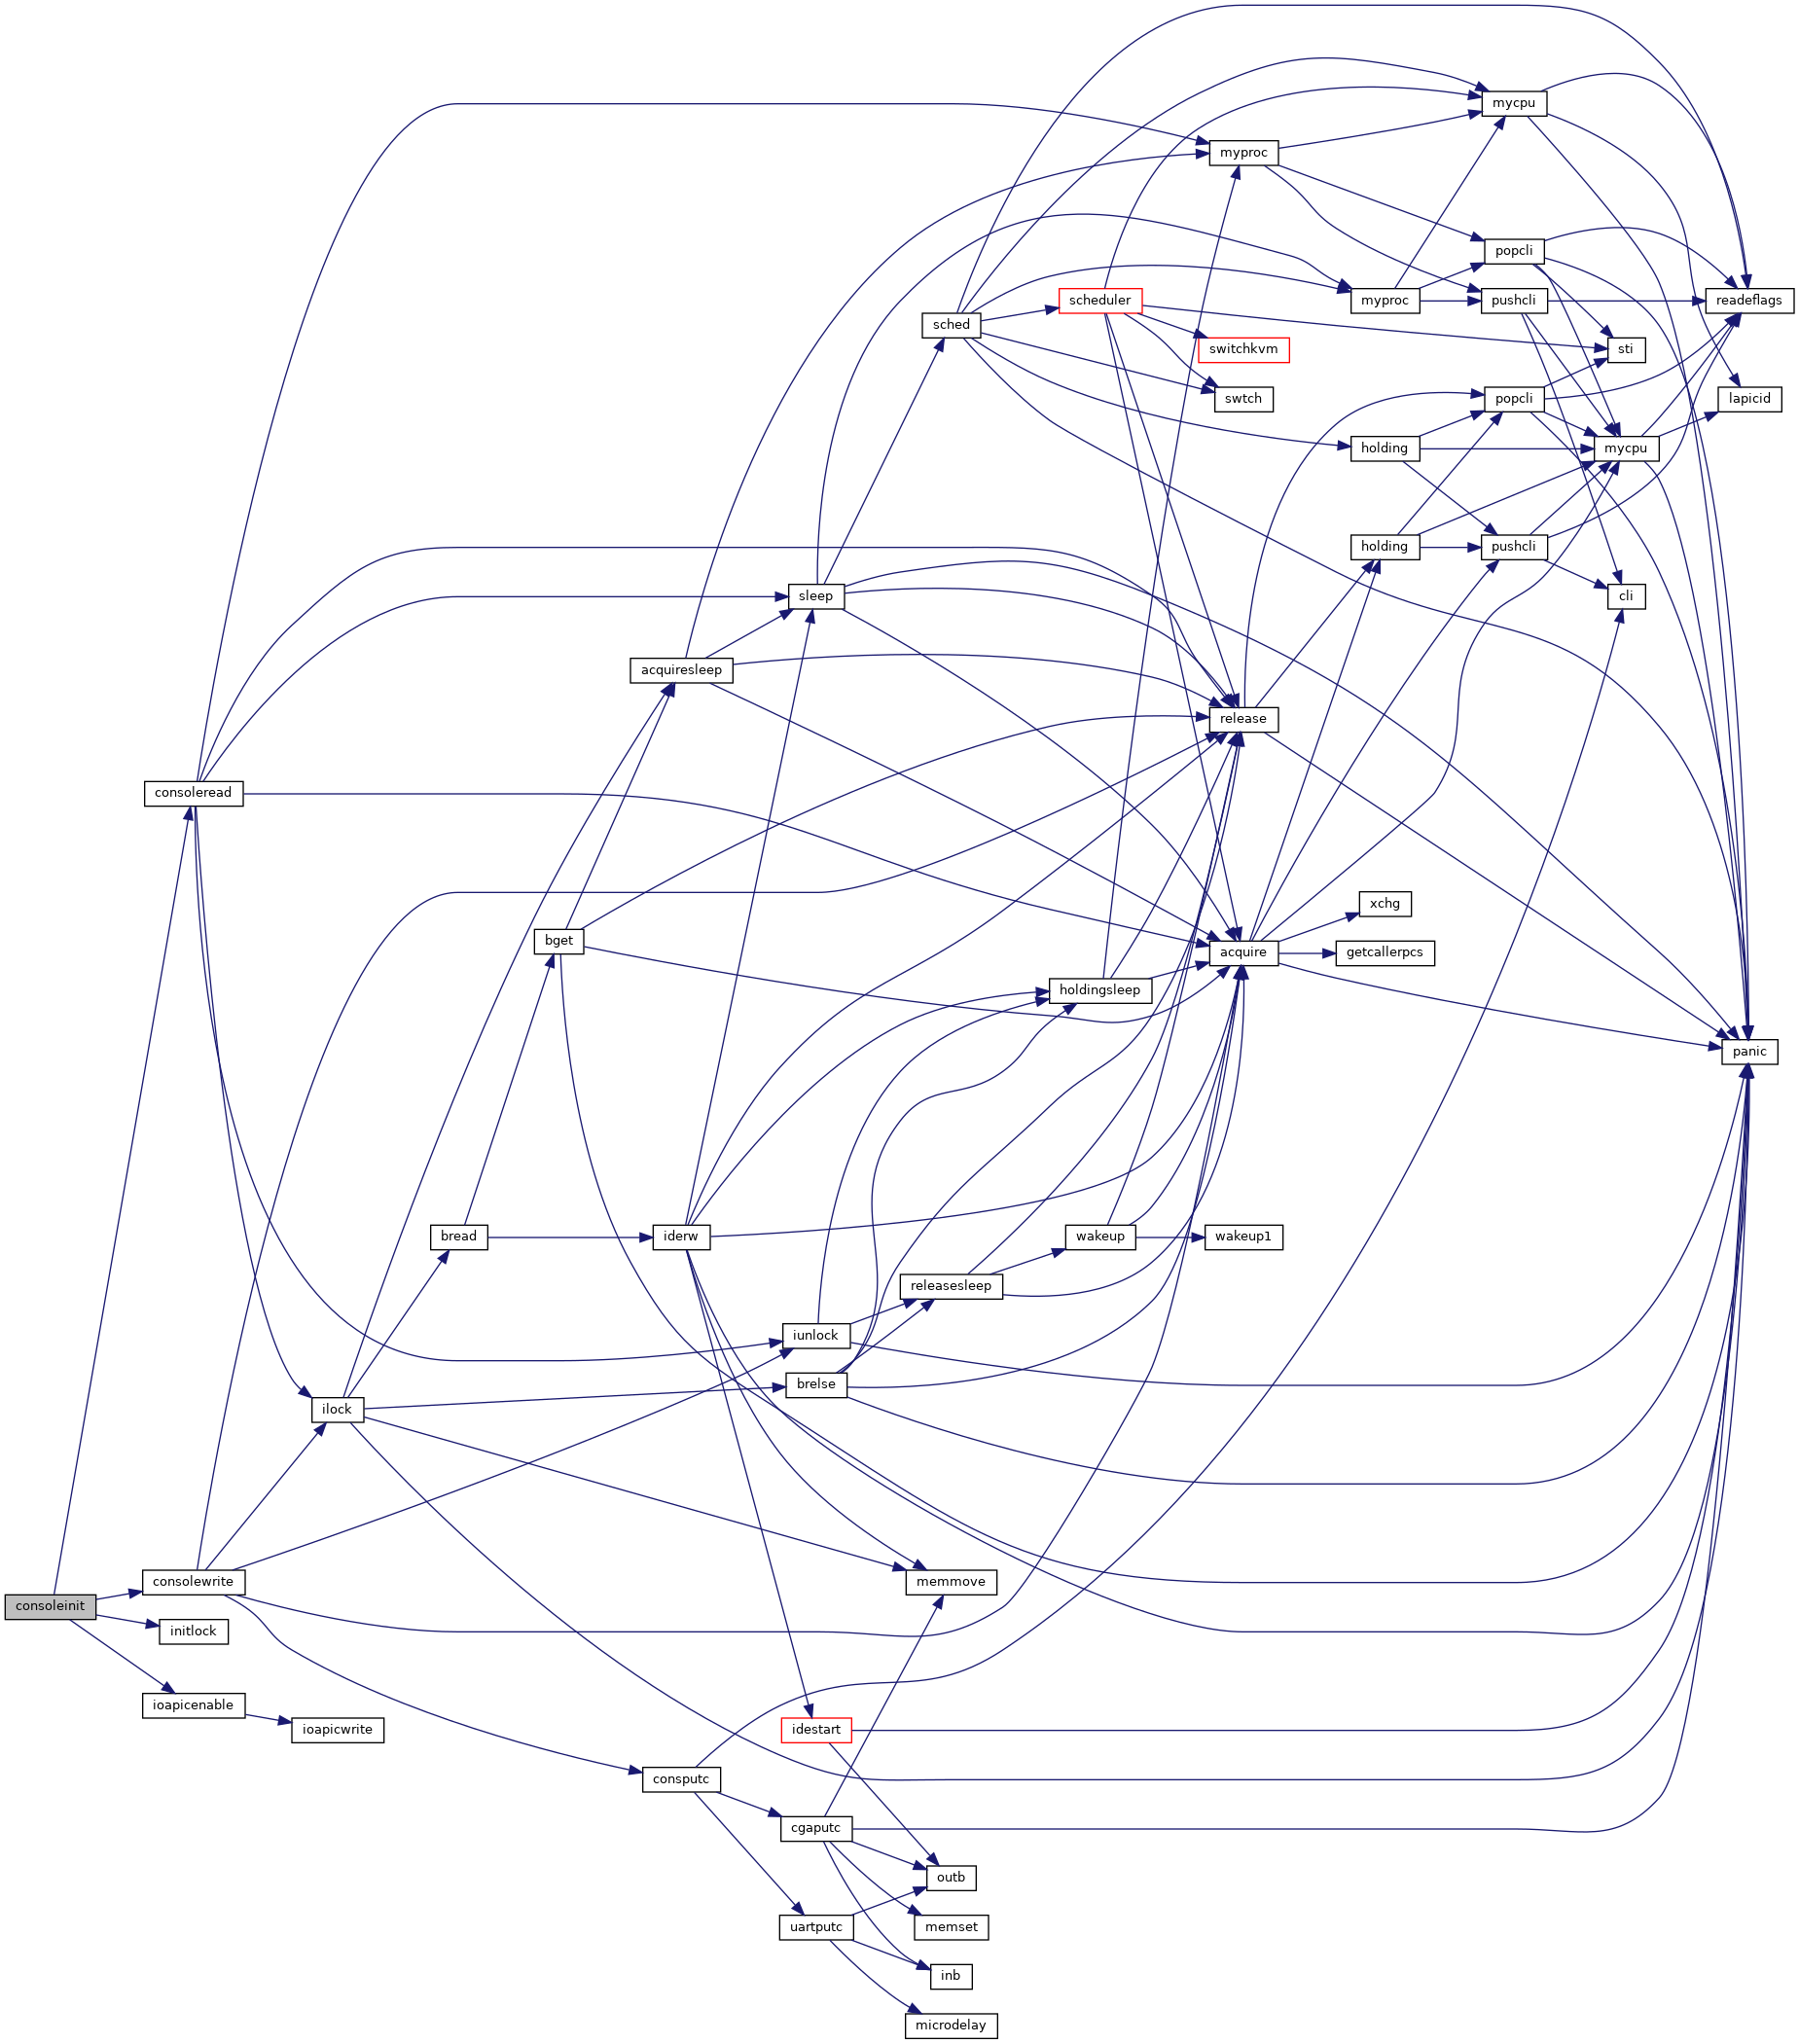 mycpu
myproc
popcli
scheduler
myproc
pushcli
readeflags
sched
switchkvm
sti
swtch
popcli
lapicid
holding
mycpu
holding
pushcli
sleep
cli
acquiresleep
release
consoleread
xchg
bget
acquire
getcallerpcs
holdingsleep
panic
bread
iderw
wakeup
wakeup1
releasesleep
iunlock
brelse
ilock
consolewrite
memmove
consoleinit
initlock
ioapicenable
ioapicwrite
idestart
consputc
cgaputc
outb
uartputc
memset
inb
microdelay